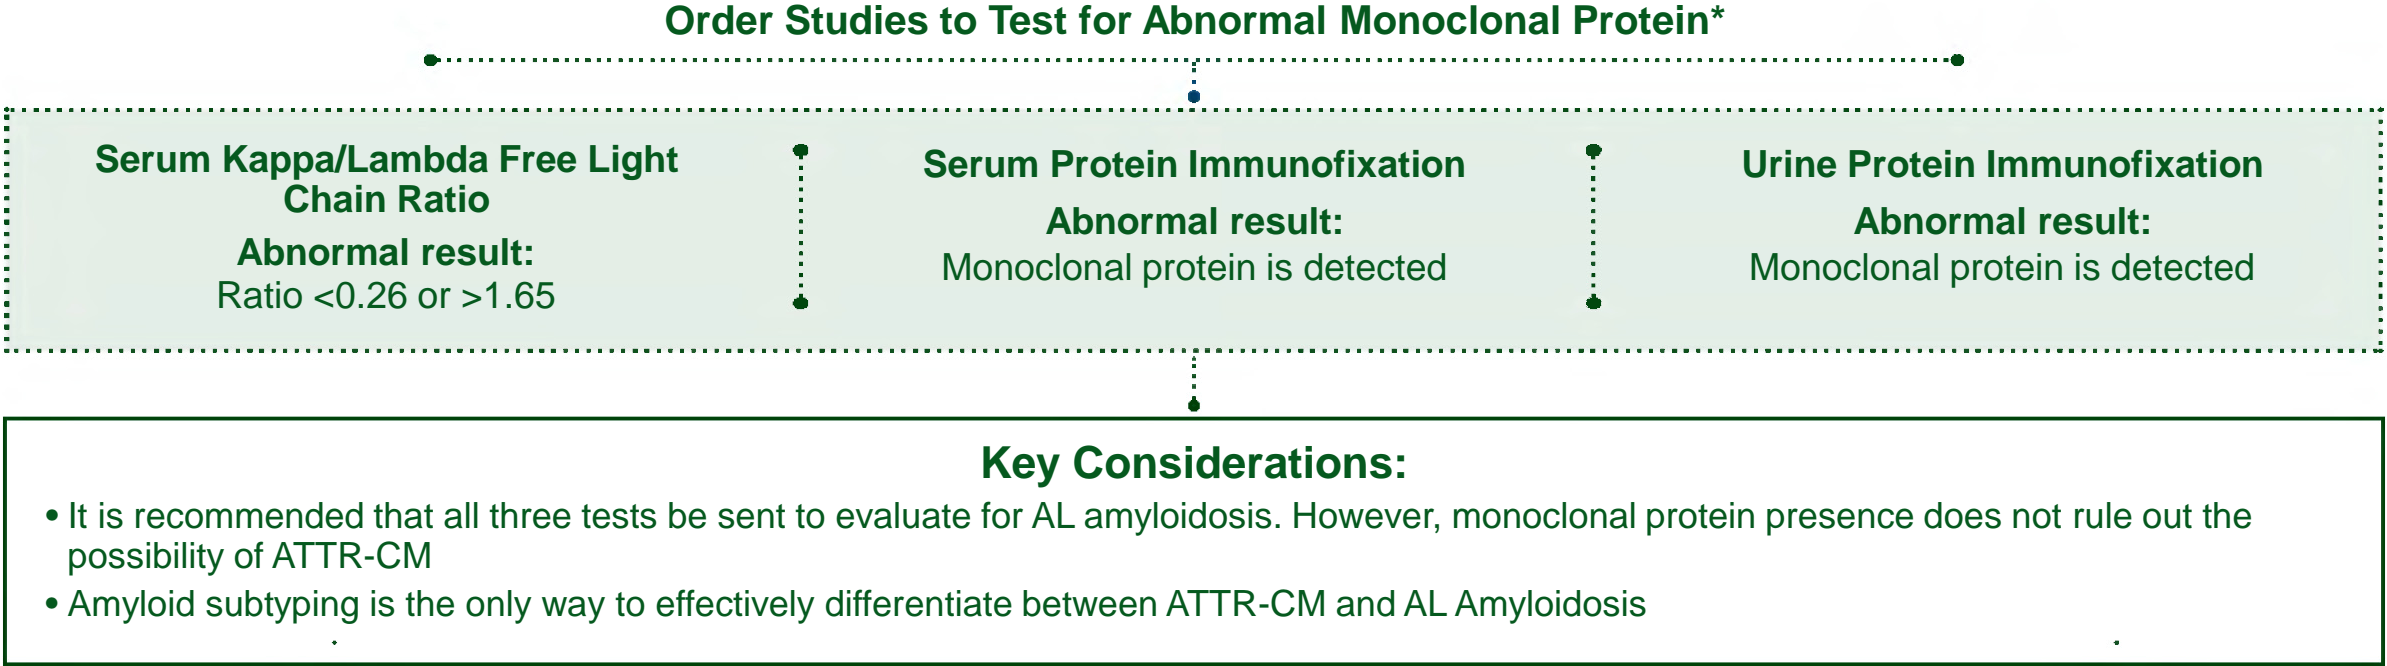 Order Studies to Test for Abnormal Monoclonal Protein*
Serum Kappa/Lambda Free Light
Chain Ratio
Abnormal result:
Ratio <0.26 or >1.65
Serum Protein Immunofixation
Abnormal result:
Monoclonal protein is detected
Urine Protein Immunofixation
Abnormal result:
Monoclonal protein is detected
Key Considerations:
• It is recommended that all three tests be sent to evaluate for AL amyloidosis. However, monoclonal protein presence does not rule out the
possibility of ATTR-CM
• Amyloid subtyping is the only way to effectively differentiate between ATTR-CM and AL Amyloidosis